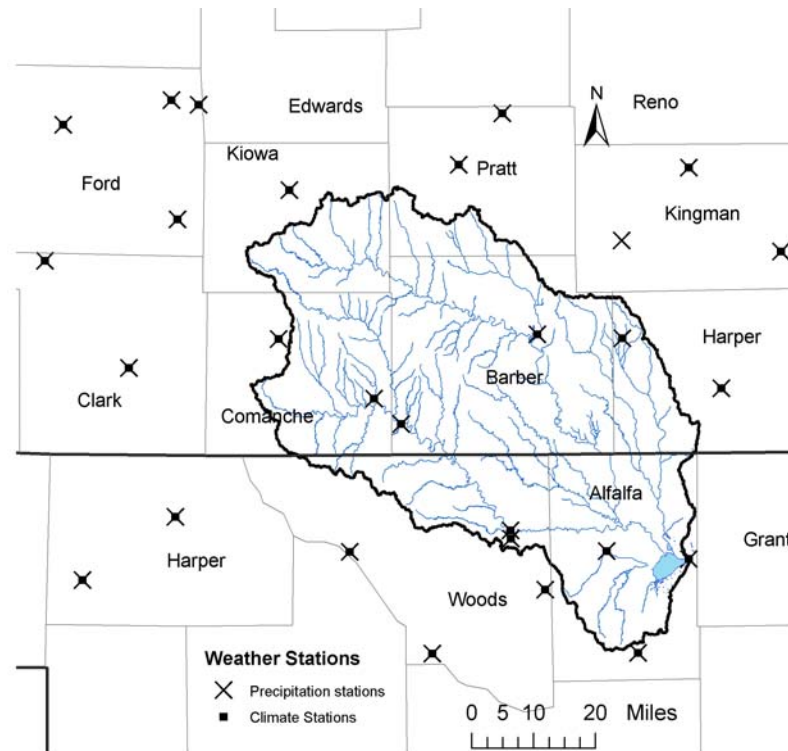 Edwards
Reno
N
Kiowa
Pratt
Ford
Kingman
Harper
Barber
Clark
Comanche
Alfalfa
Grant
Harper
Woods
Weather Stations
Precipitation stations
Climate Stations
0 5 10 20 Miles